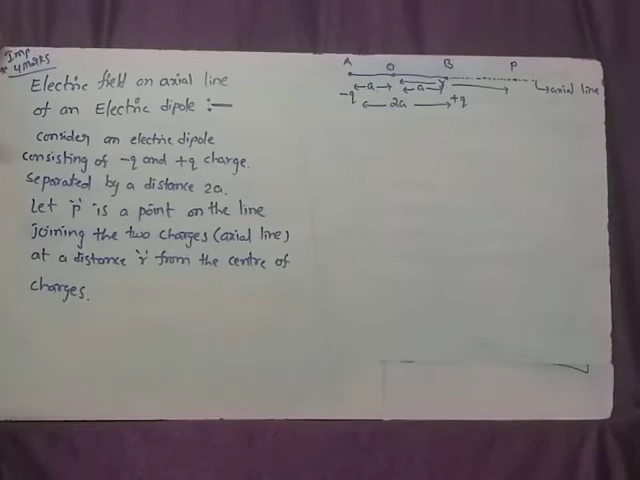 Imp
* 4 marks
Electric field on axial line
of an Electric dipole :—
consider an electric dipole
consisting of -q and +q charge.
separated by a distance 2a.
Let 'p' is a point on the line
joining the two charges (axial line)
at a distance 'r' from the centre of
charges.
A O B P
a a r axial line
-q 2a +q